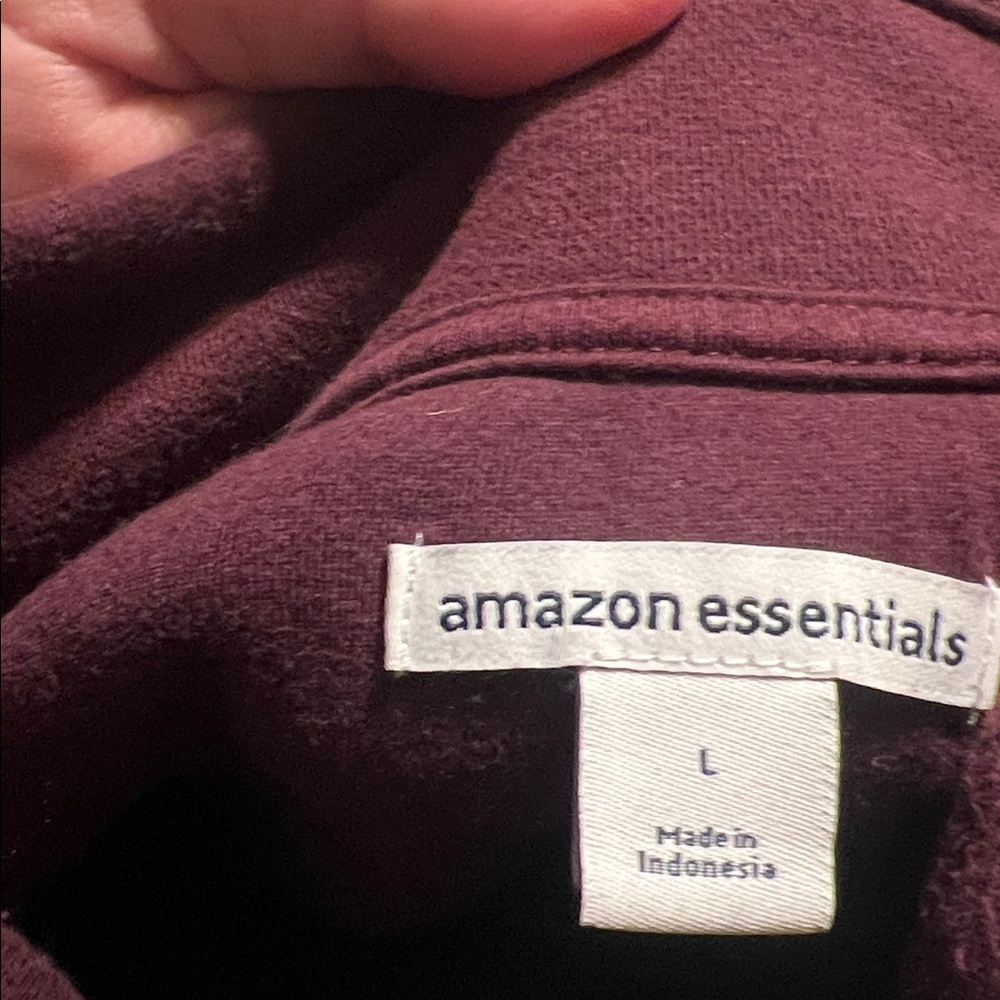 amazon essentials
L
Made in
Indonesia